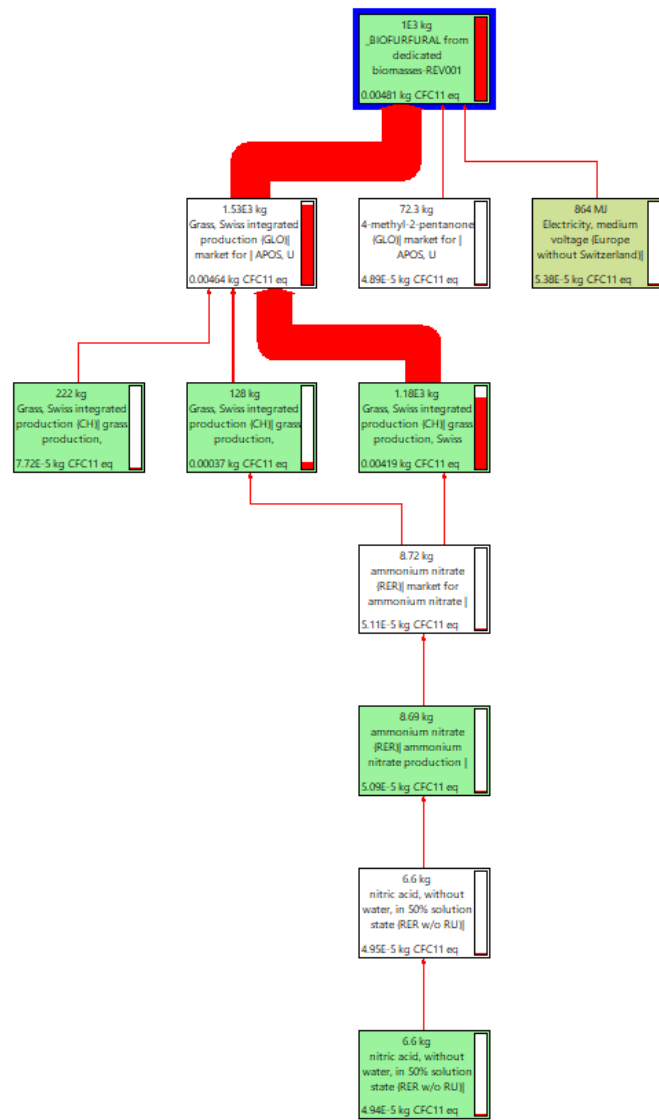 1E3 kg
_BIOFURFURAL from
dedicated
biomasses-REV001
0.00481 kg CFC11 eq
1.53E3 kg
Grass, Swiss integrated
production {GLO}| 
market for | APOS, U
0.00464 kg CFC11 eq
72.3 kg
4-methyl-2-pentanone
{GLO}| market for |
APOS, U
4.89E-5 kg CFC11 eq
864 MJ
Electricity, medium
voltage {Europe
without Switzerland}|
5.38E-5 kg CFC11 eq
222 kg
Grass, Swiss integrated
production {CH}| grass
production,
7.72E-5 kg CFC11 eq
128 kg
Grass, Swiss integrated
production {CH}| grass
production,
0.00037 kg CFC11 eq
1.18E3 kg
Grass, Swiss integrated
production {CH}| grass
production, Swiss
0.00419 kg CFC11 eq
8.72 kg
ammonium nitrate
{RER}| market for
ammonium nitrate |
5.11E-5 kg CFC11 eq
8.69 kg
ammonium nitrate
{RER}| ammonium
nitrate production |
5.09E-5 kg CFC11 eq
6.6 kg
nitric acid, without
water, in 50% solution
state {RER w/o RU}|
4.95E-5 kg CFC11 eq
6.6 kg
nitric acid, without
water, in 50% solution
state {RER w/o RU}|
4.94E-5 kg CFC11 eq